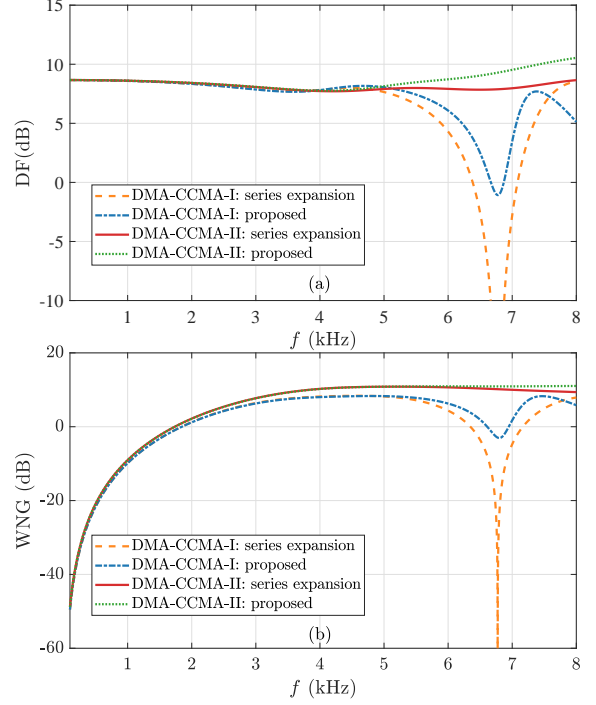 15
10
5
0
-5
-10
DF(dB)
DMA-CCMA-I: series expansion
DMA-CCMA-I: proposed
DMA-CCMA-II: series expansion
DMA-CCMA-II: proposed
(a)
1 2 3 4 5 6 7 8
f (kHz)
20
0
-20
-40
-60
WNG (dB)
DMA-CCMA-I: series expansion
DMA-CCMA-I: proposed
DMA-CCMA-II: series expansion
DMA-CCMA-II: proposed
(b)
1 2 3 4 5 6 7 8
f (kHz)